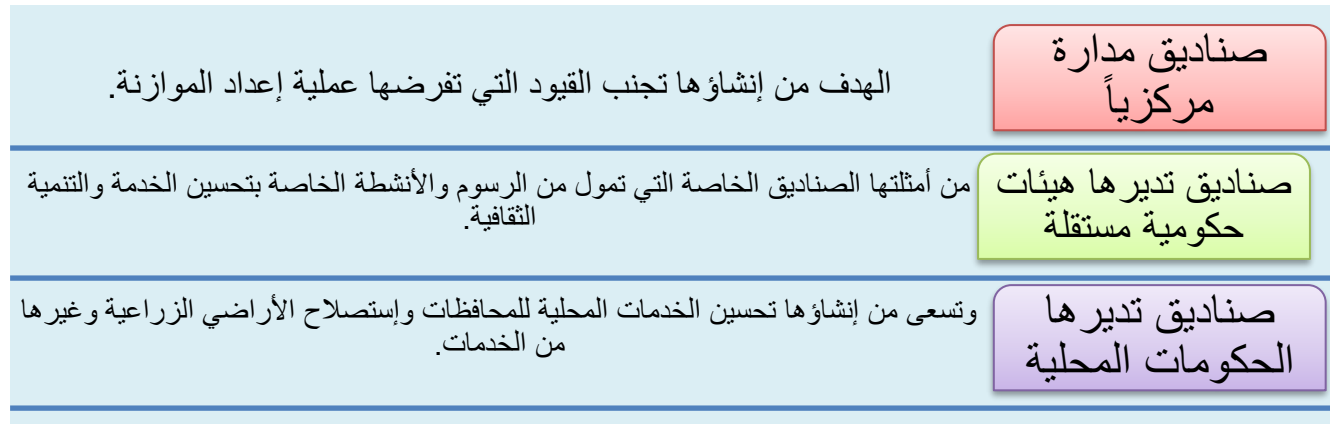 صناديق مدارة
مركزياً
الهدف من إنشاؤها تجنب القيود التي تفرضها عملية إعداد الموازنة.
صناديق تديرها هيئات
حكومية مستقلة
من أمثلتها الصناديق الخاصة التي تمول من الرسوم والأنشطة الخاصة بتحسين الخدمة والتنمية
الثقافية.
صناديق تديرها
الحكومات المحلية
وتسعى من إنشاؤها تحسين الخدمات المحلية للمحافظات وإستصلاح الأراضي الزراعية وغيرها
من الخدمات.